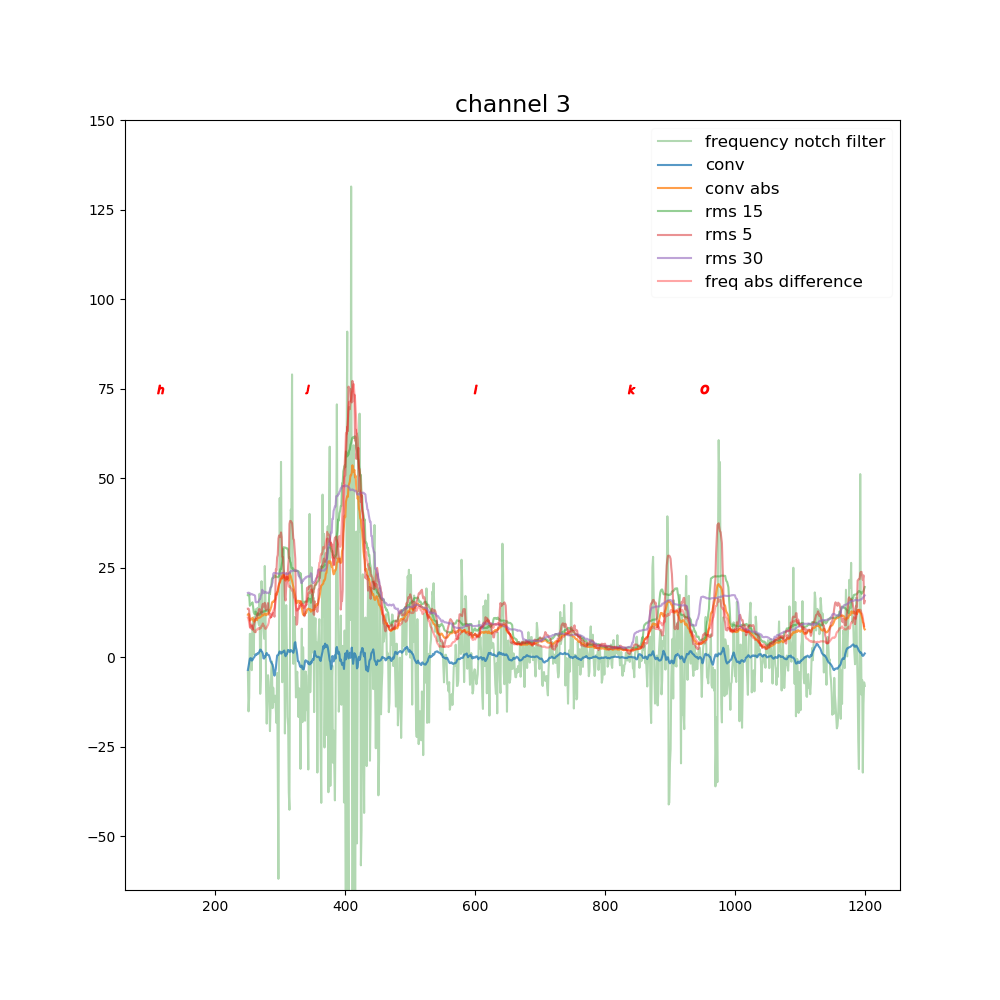 channel 3
150
125
100
75
50
25
0
−25
−50
frequency notch filter
conv
conv abs
rms 15
rms 5
rms 30
freq abs difference
h J l k O
200 400 600 800 1000 1200